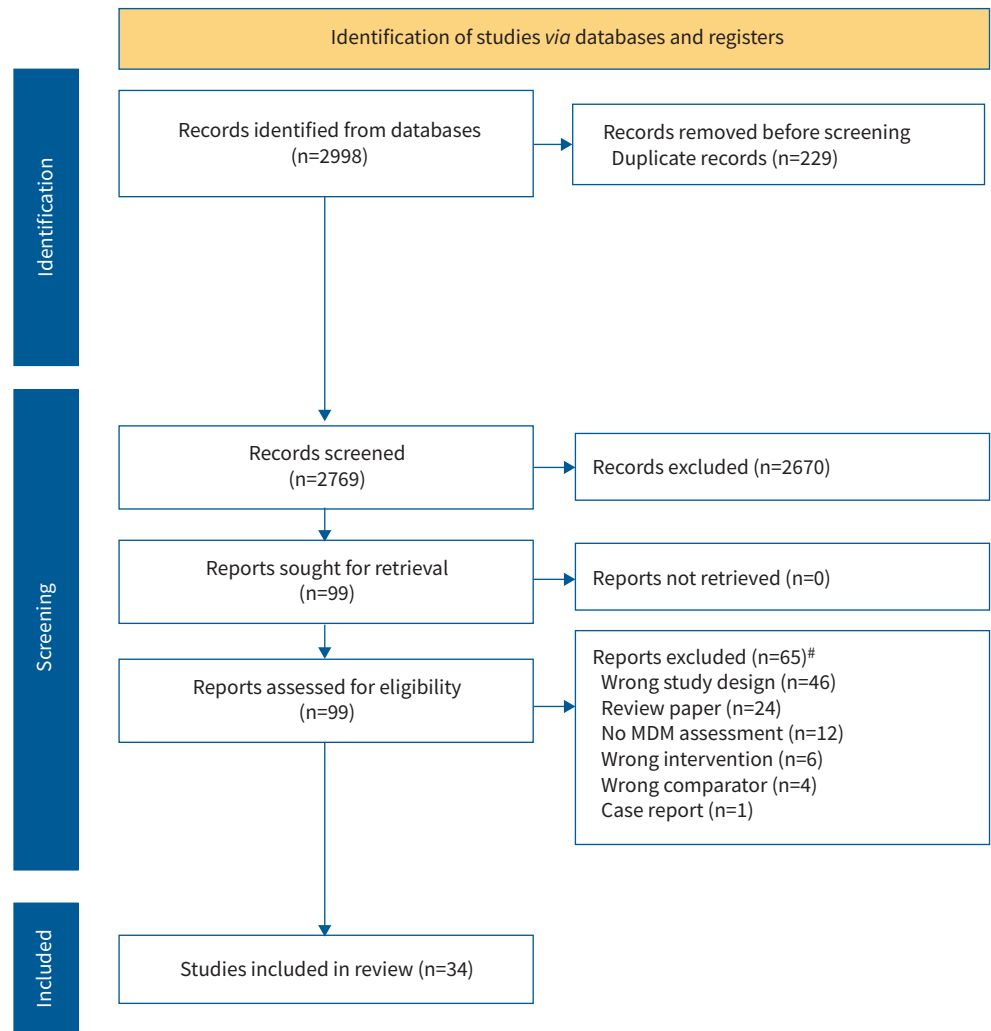 Identification of studies via databases and registers
Identification
Records identified from databases
(n=2998)
Records removed before screening
Duplicate records (n=229)
Screening
Records screened
(n=2769)
Records excluded (n=2670)
Reports sought for retrieval
(n=99)
Reports not retrieved (n=0)
Reports assessed for eligibility
(n=99)
Reports excluded (n=65)#
Wrong study design (n=46)
Review paper (n=24)
No MDM assessment (n=12)
Wrong intervention (n=6)
Wrong comparator (n=4)
Case report (n=1)
Included
Studies included in review (n=34)